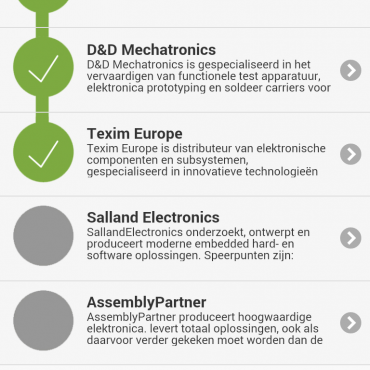 D&D Mechatronics
D&D Mechatronics is gespecialiseerd in het
vervaardigen van functionele test apparatuur,
elektronica prototyping en soldeer carriers voor
Texim Europe
Texim Europe is distributeur van elektronische
componenten en subsystemen,
gespecialiseerd in innovatieve technologieën
Salland Electronics
SallandElectronics onderzoekt, ontwerpt en
produceert moderne embedded hard- en
software oplossingen. Speerpunten zijn:
AssemblyPartner
AssemblyPartner produceert hoogwaardige
elektronica. levert totaal oplossingen, ook als
daarvoor verder gekeken moet worden dan de